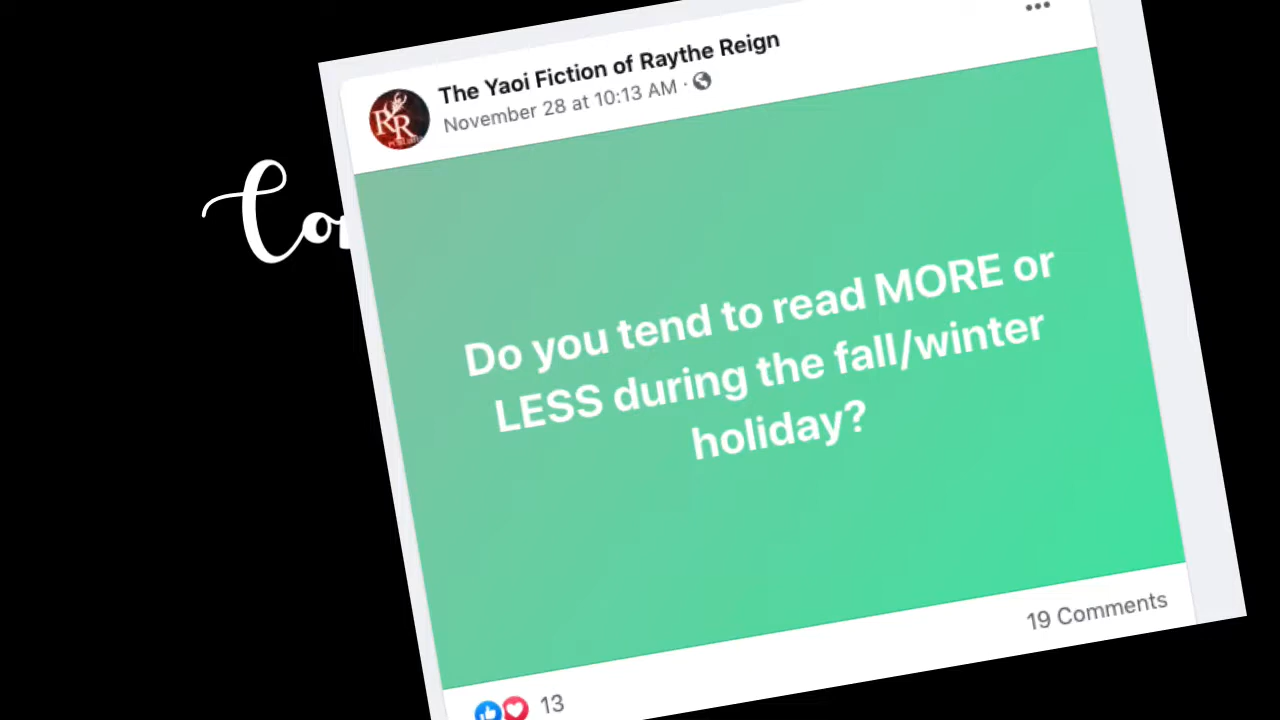 The Yaoi Fiction of Raythe Reign
November 28 at 10:13 AM ·
RR
Do you tend to read MORE or
LESS during the fall/winter
holiday?
19 Comments
13